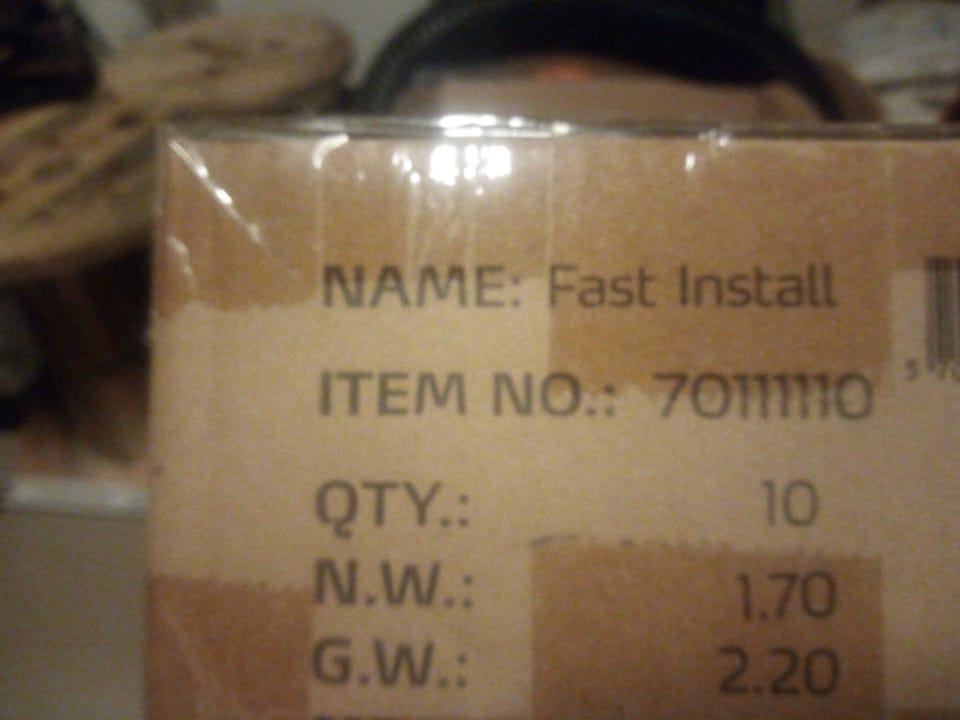 NAME: Fast Install
ITEM NO.: 70111110
QTY.: 10
N.W.: 1.70
G.W.: 2.20